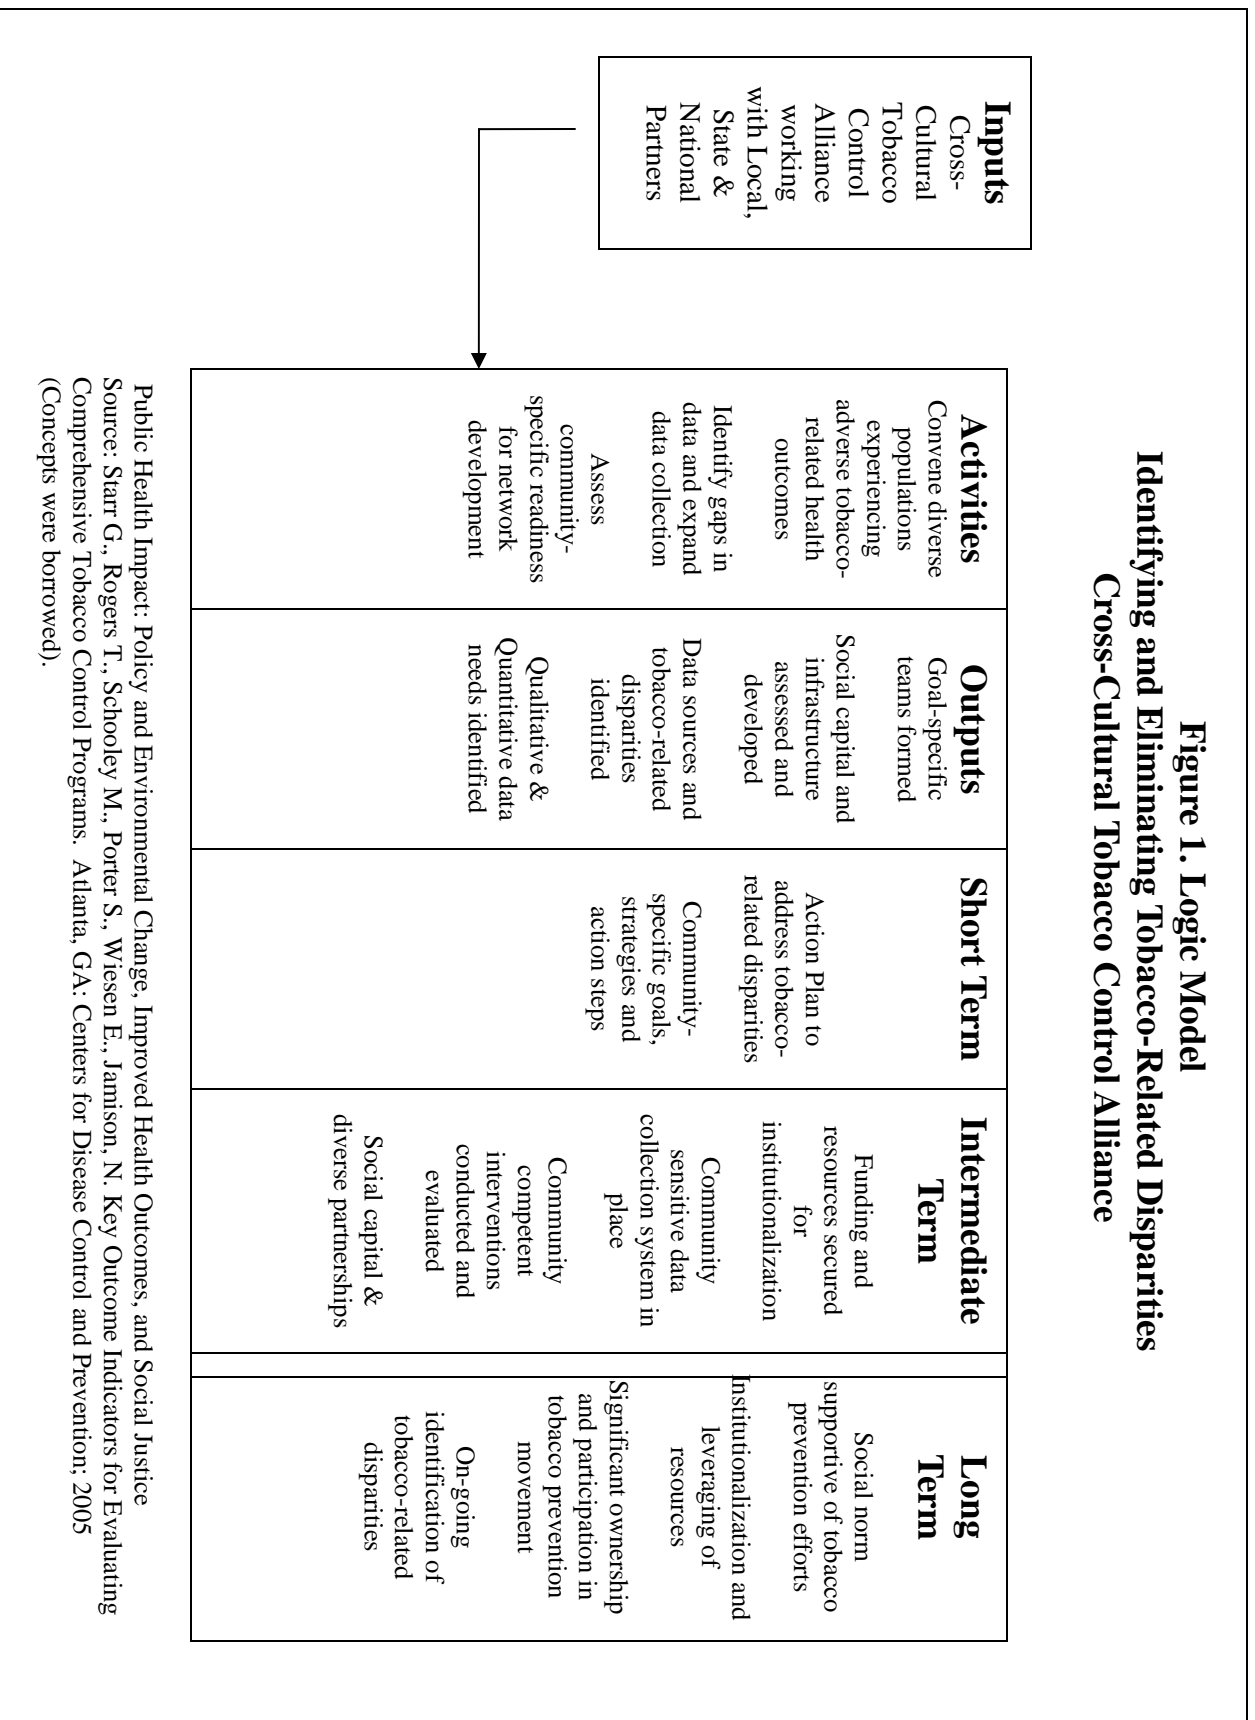 Figure 1. Logic Model
Identifying and Eliminating Tobacco-Related Disparities
Cross-Cultural Tobacco Control Alliance
Inputs
Cross-
Cultural
Tobacco
Control
Alliance
working
with Local,
State &
National
Partners
Activities
Convene diverse
populations
experiencing
adverse tobacco-
related health
outcomes
Identify gaps in
data and expand
data collection
Assess
community-
specific readiness
for network
development
Outputs
Goal-specific
teams formed
Social capital and
infrastructure
assessed and
developed
Data sources and
tobacco-related
disparities
identified
Qualitative &
Quantitative data
needs identified
Short Term
Action Plan to
address tobacco-
related disparities
Community-
specific goals,
strategies and
action steps
Intermediate
Term
Funding and
resources secured
for
institutionalization
Community
sensitive data
collection system in
place
Community
competent
interventions
conducted and
evaluated
Social capital &
diverse partnerships
Long
Term
Social norm
supportive of tobacco
prevention efforts
Institutionalization and
leveraging of
resources
Significant ownership
and participation in
tobacco prevention
movement
On-going
identification of
tobacco-related
disparities
Public Health Impact: Policy and Environmental Change, Improved Health Outcomes, and Social Justice
Source: Starr G., Rogers T., Schooley M., Porter S., Wiesen E., Jamison, N. Key Outcome Indicators for Evaluating
Comprehensive Tobacco Control Programs. Atlanta, GA: Centers for Disease Control and Prevention; 2005
(Concepts were borrowed).